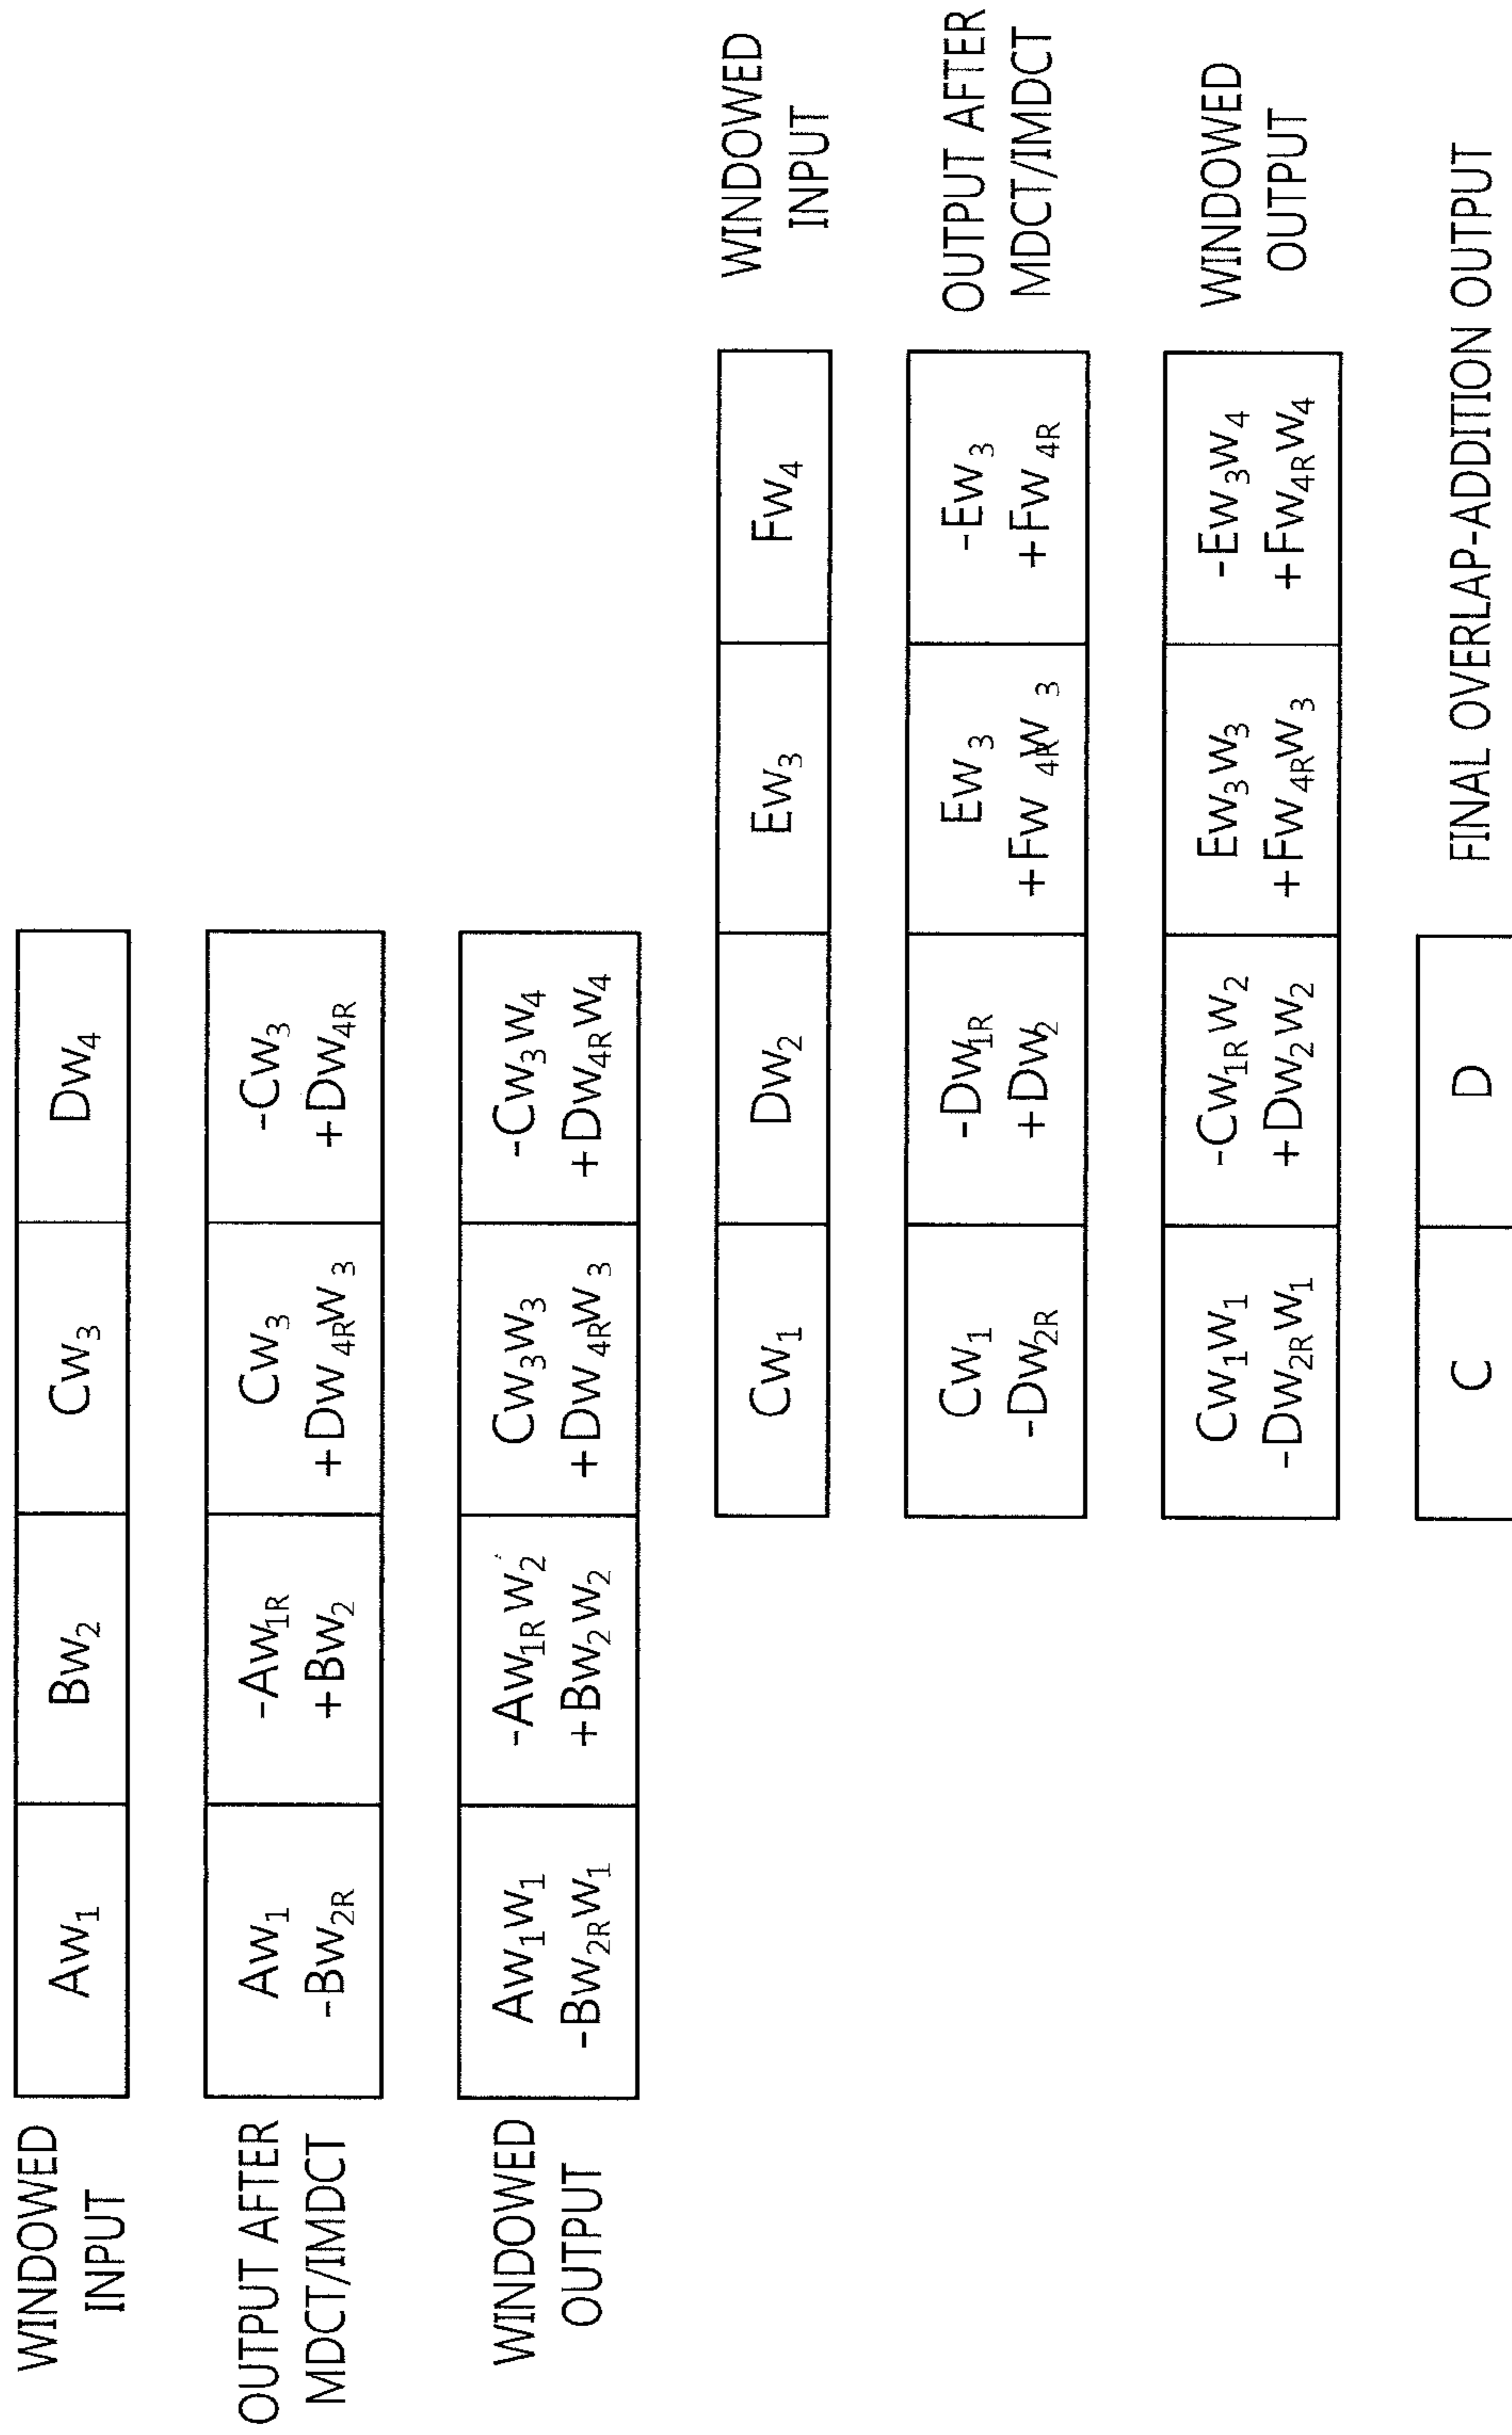 WINDOWED
INPUT
Aw1
Bw2
Cw3
Dw4
OUTPUT AFTER
MDCT/IMDCT
Aw1
-Bw2R
-Aw1R
+Bw2
Cw3
+Dw4Rw3
-Cw3
+Dw4R
WINDOWED
OUTPUT
Aw1w1
-Bw2Rw1
-Aw1Rw2
+Bw2w2
Cw3w3
+Dw4Rw3
-Cw3w4
+Dw4Rw4
Cw1
Dw2
Ew3
Fw4
WINDOWED
INPUT
Cw1
-Dw2R
-Dw1R
+Dw2
Ew3
+Fw4Rw3
-Ew3
+Fw4R
OUTPUT AFTER
MDCT/IMDCT
Cw1w1
-Dw2Rw1
-Cw1Rw2
+Dw2w2
Ew3w3
+Fw4Rw3
-Ew3w4
+Fw4Rw4
WINDOWED
OUTPUT
C
D
FINAL OVERLAP-ADDITION OUTPUT